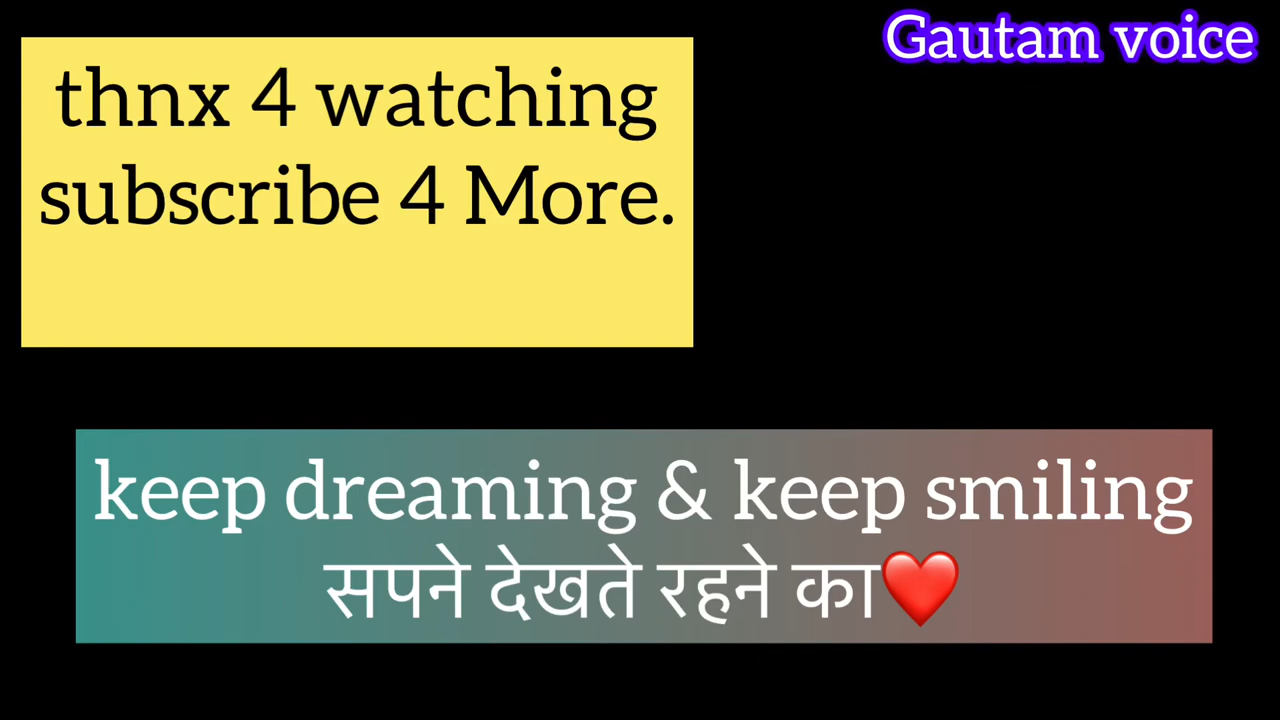 Gautam voice
thnx 4 watching
subscribe 4 More.
keep dreaming & keep smiling
सपने देखते रहने का❤️